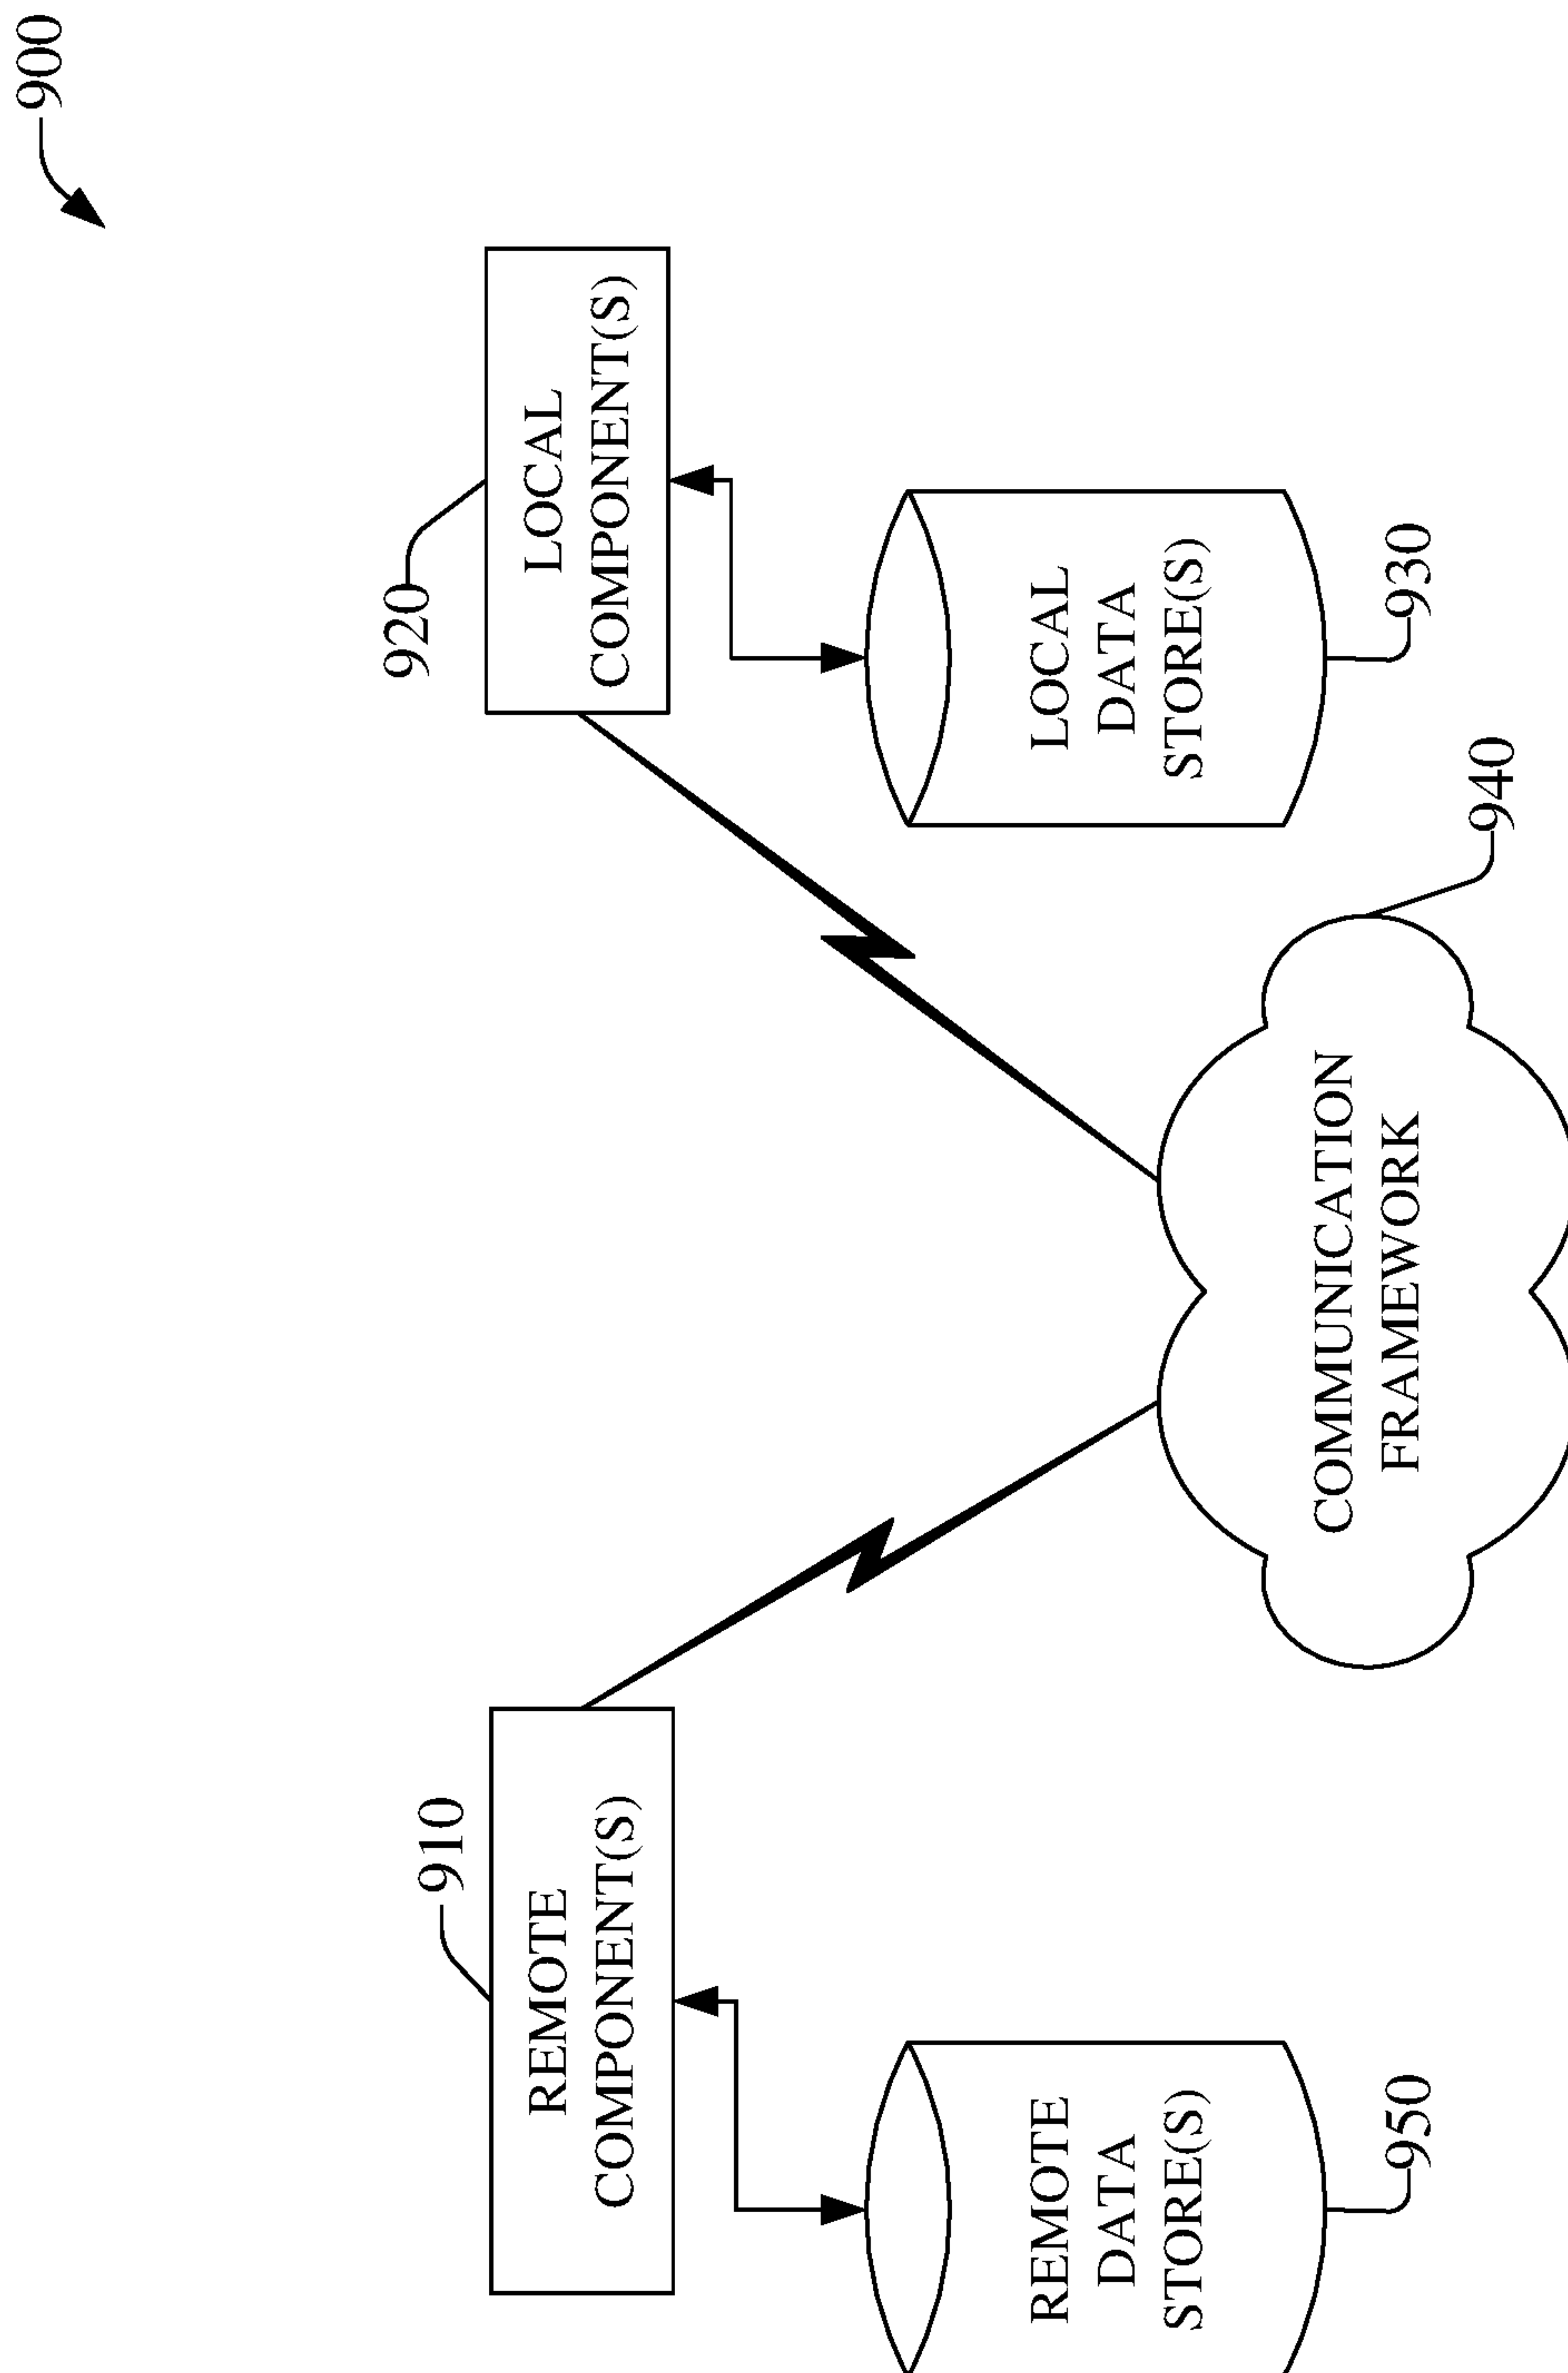 900
910
REMOTE
COMPONENT(S)
920
LOCAL
COMPONENT(S)
REMOTE
DATA
STORE(S)
950
COMMUNICATION
FRAMEWORK
940
LOCAL
DATA
STORE(S)
930